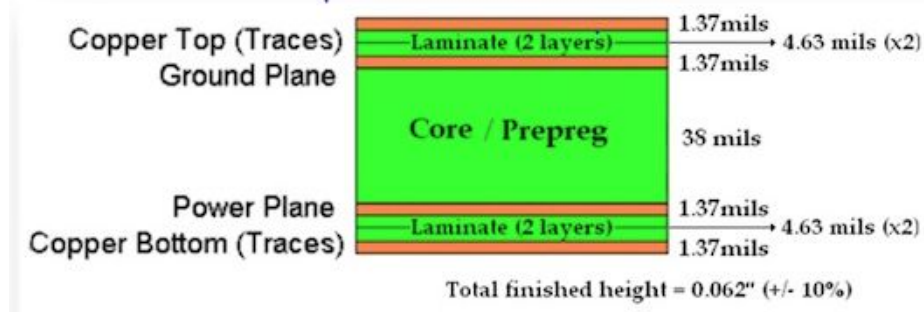 Copper Top (Traces)
Ground Plane
Power Plane
Copper Bottom (Traces)
Laminate (2 layers)
Core / Prepreg
Laminate (2 layers)
1.37mils
4.63 mils (x2)
1.37mils
38 mils
1.37mils
4.63 mils (x2)
1.37mils
Total finished height = 0.062" (+/- 10%)